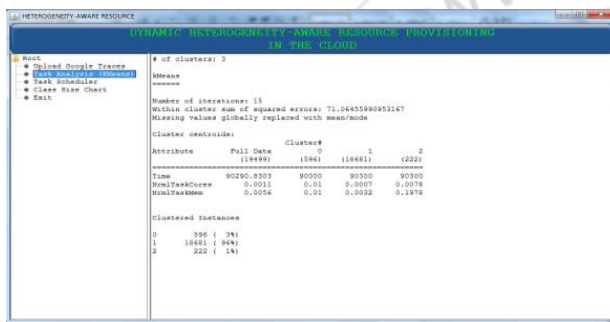 HETEROGENEITY-AWARE RESOURCE
DYNAMIC HETEROGENEITY-AWARE RESOURCE PROVISIONING
IN THE CLOUD
Root
Upload Google Traces
Task Analysis (KMeans)
Task Scheduler
Class Size Chart
Exit
# of clusters: 3
kMeans
======
Number of iterations: 15
Within cluster sum of squared errors: 71.06455990953167
Missing values globally replaced with mean/mode
Cluster centroids:
Cluster#
Attribute Full Data 0 1 2
(19499) (596) (18681) (222)
Time 90290.8303 90000 90300 90300
NrmlTaskCores 0.0011 0.01 0.0007 0.0078
NrmlTaskMem 0.0056 0.01 0.0032 0.1978
Clustered Instances
0 596 ( 3%)
1 18681 ( 96%)
2 222 ( 1%)